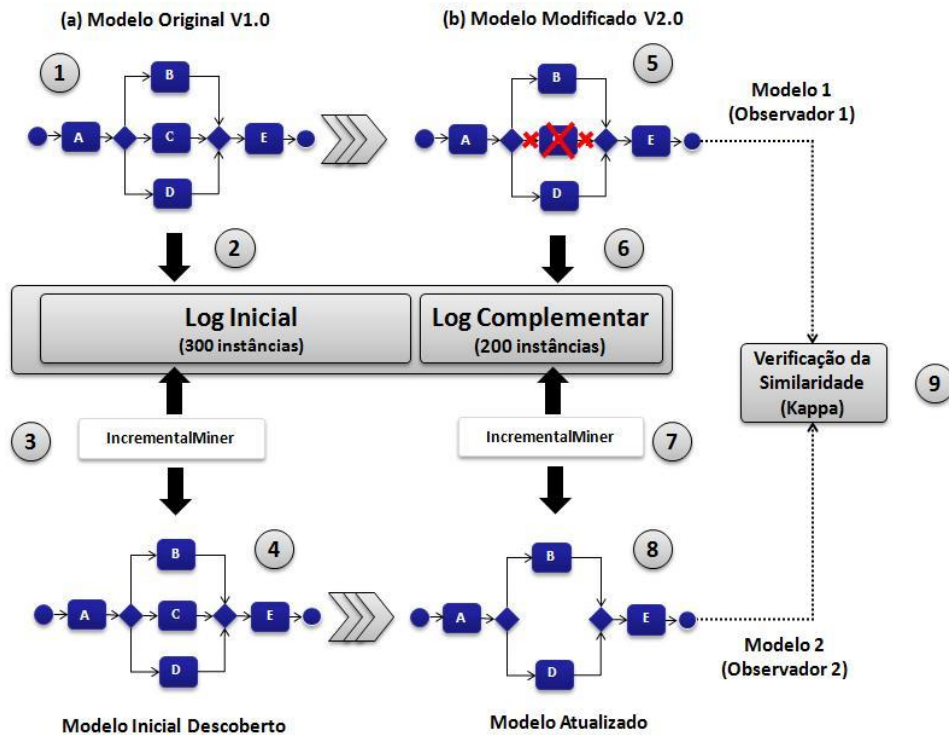 (a) Modelo Original V1.0
(b) Modelo Modificado V2.0
1
B
A
C
E
D
5
B
A
E
D
Modelo 1
(Observador 1)
2
6
Log Inicial
(300 instâncias)
Log Complementar
(200 instâncias)
Verificação da
Similaridade
(Kappa)
9
3
IncrementalMiner
IncrementalMiner
7
4
B
A
C
E
D
8
B
A
E
D
Modelo 2
(Observador 2)
Modelo Inicial Descoberto
Modelo Atualizado